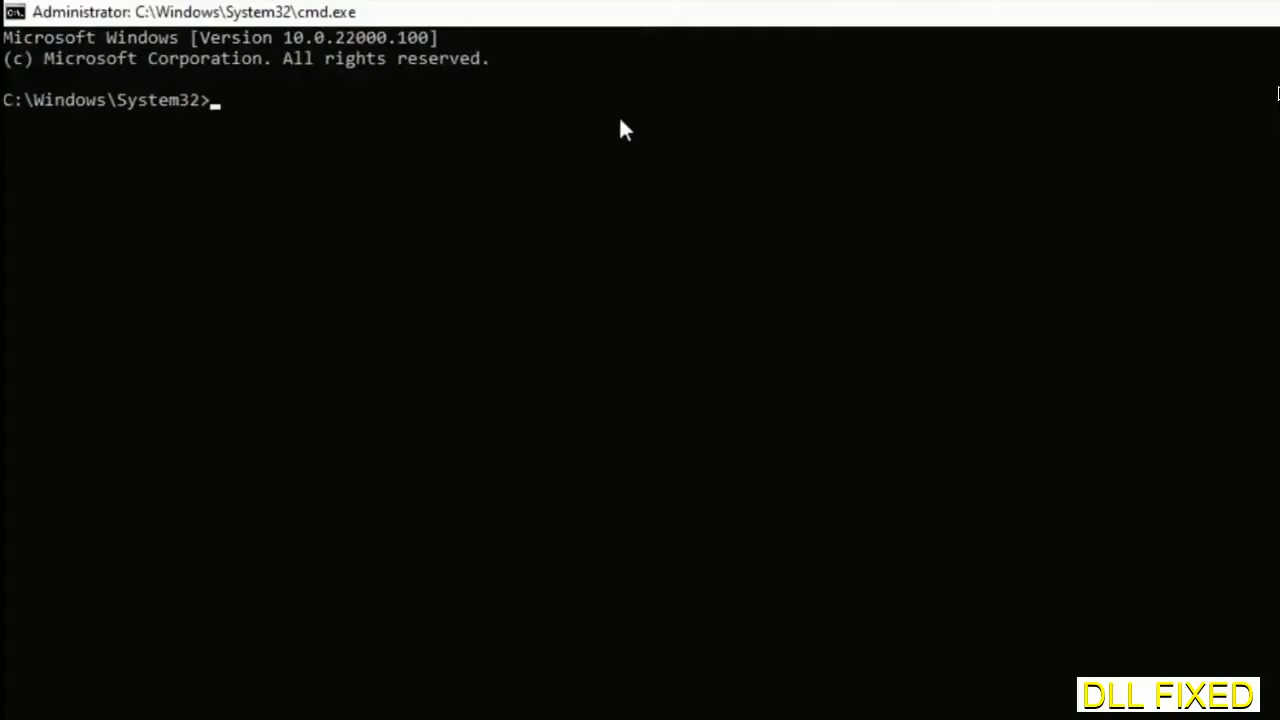 Administrator: C:\Windows\System32\cmd.exe
Microsoft Windows [Version 10.0.22000.100]
(c) Microsoft Corporation. All rights reserved.
C:\Windows\System32>
DLL FIXED